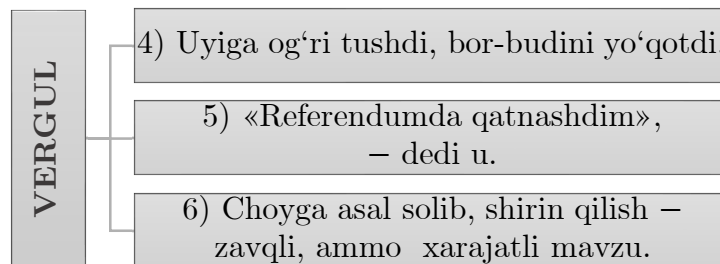 VERGUL
4) Uyiga og‘ri tushdi, bor-budini yo‘qotdi.
5) «Referendumda qatnashdim»,
– dedi u.
6) Choyga asal solib, shirin qilish –
zavqli, ammo xarajatli mavzu.